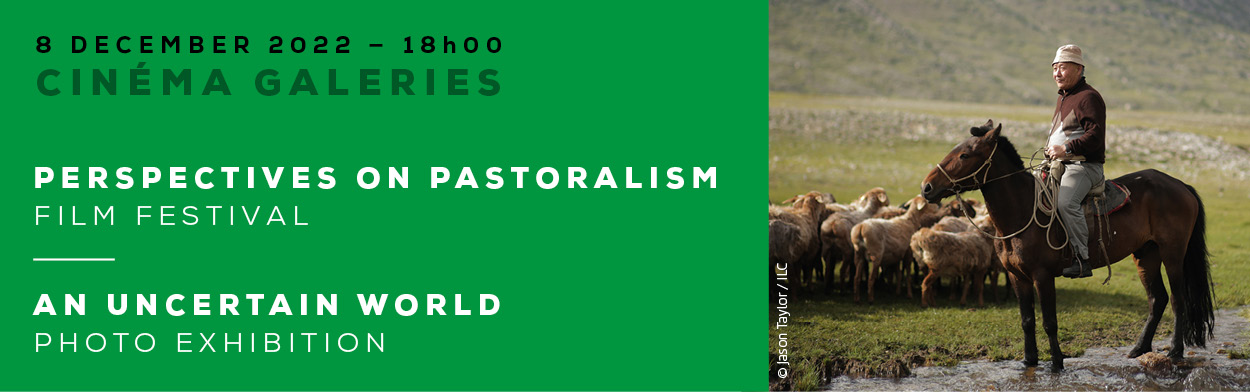 8 DECEMBER 2022 – 18h00
CINÉMA GALERIES
PERSPECTIVES ON PASTORALISM
FILM FESTIVAL
AN UNCERTAIN WORLD
PHOTO EXHIBITION
© Jason Taylor / ILC